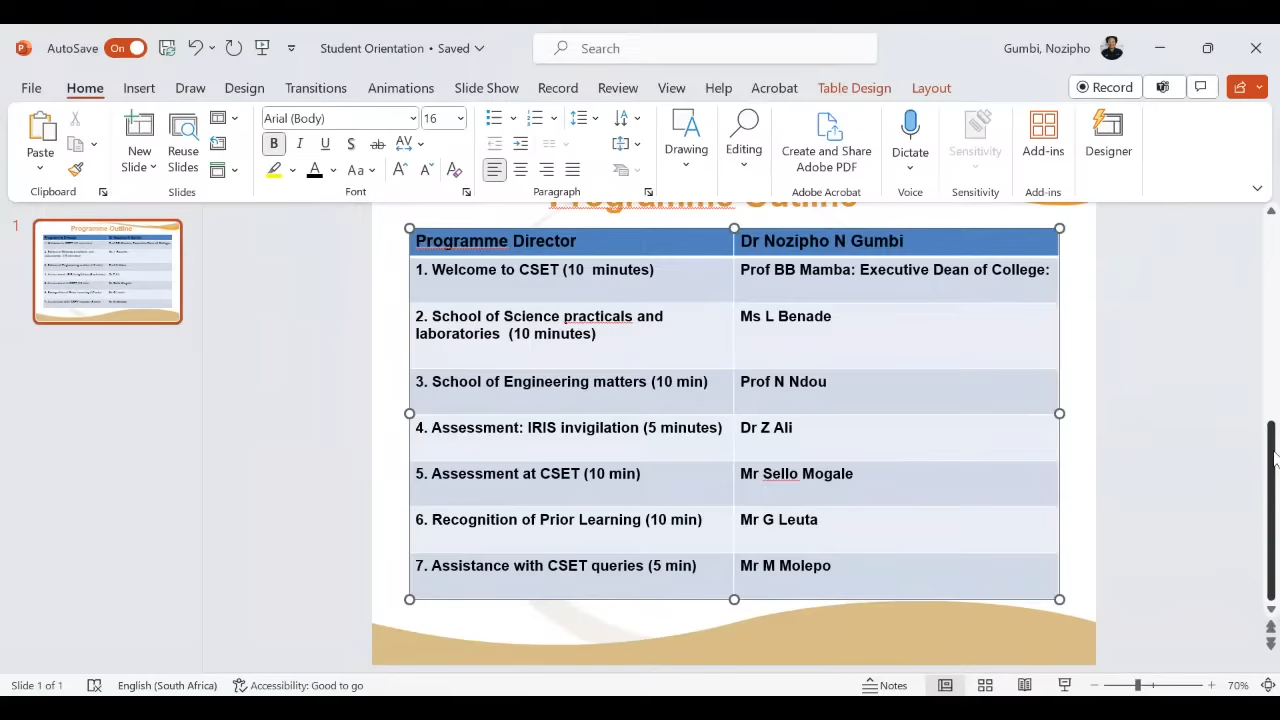 AutoSave On Student Orientation • Saved Search Gumbi, Nozipho
File Home Insert Draw Design Transitions Animations Slide Show Record Review View Help Acrobat Table Design Layout Record
Paste
New Slide
Reuse Slides
Arial (Body) 16
Drawing
Editing
Create and Share Adobe PDF
Dictate
Sensitivity
Add-ins
Designer
Clipboard Slides Font Paragraph Adobe Acrobat Voice Sensitivity Add-ins
1
Programme Outline
Programme Director Dr Nozipho N Gumbi
1. Welcome to CSET (10 minutes) Prof BB Mamba: Executive Dean of College:
2. School of Science practicals and Ms L Benade
laboratories (10 minutes)
3. School of Engineering matters (10 min) Prof N Ndou
4. Assessment: IRIS invigilation (5 minutes) Dr Z Ali
5. Assessment at CSET (10 min) Mr Sello Mogale
6. Recognition of Prior Learning (10 min) Mr G Leuta
7. Assistance with CSET queries (5 min) Mr M Molepo
Slide 1 of 1 English (South Africa) Accessibility: Good to go Notes 70%